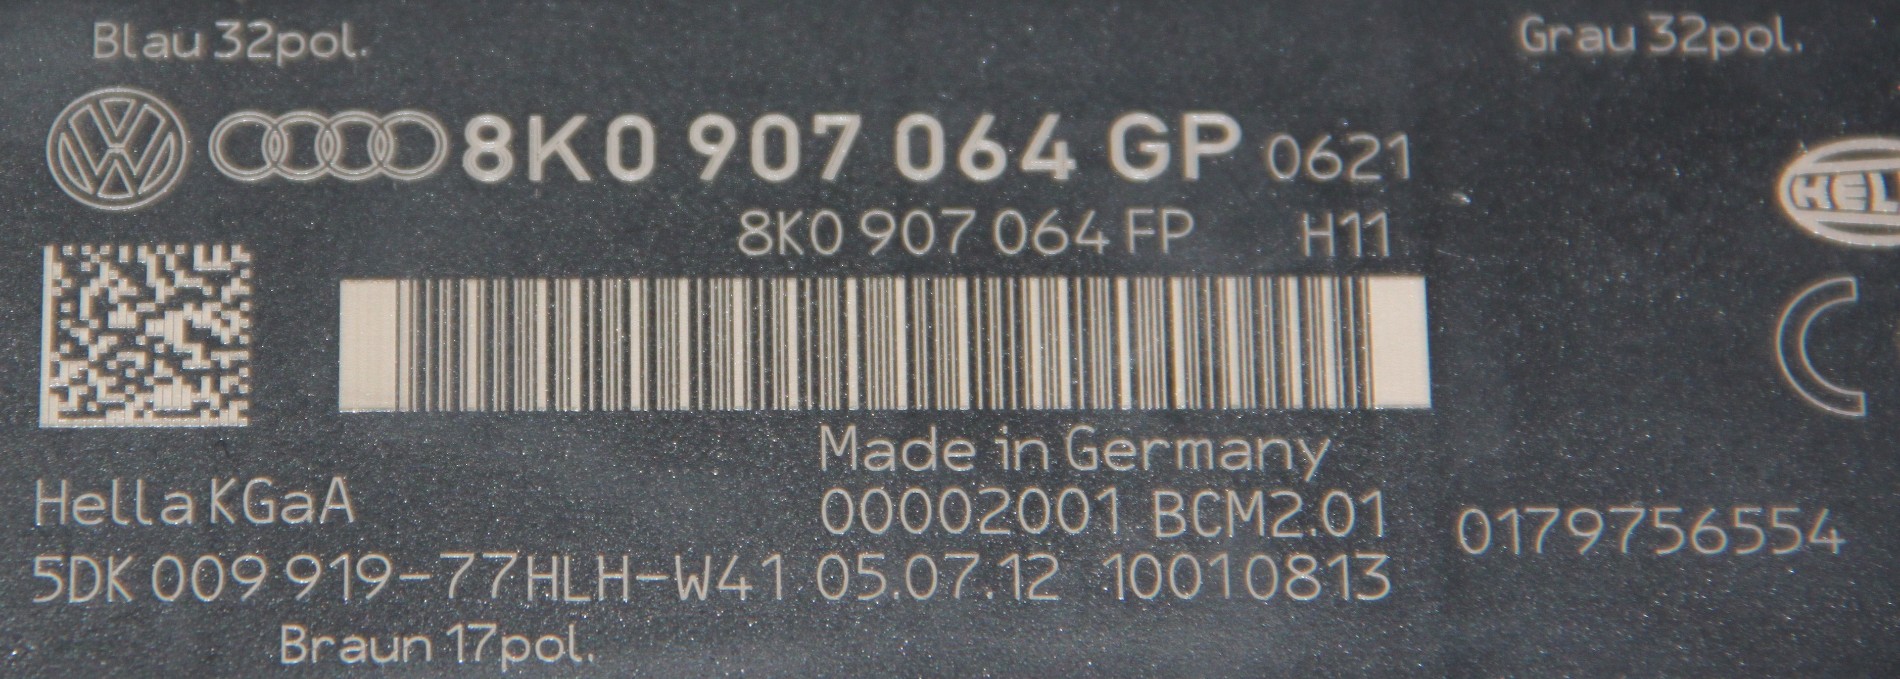 Blau 32pol.
Grau 32pol.
8K0 907 064 GP 0621
8K0 907 064 FP H11
Made in Germany
Hella KGaA
00002001 BCM2.01
0179756554
5DK 009 919-77HLH-W41 05.07.12 10010813
Braun 17pol.